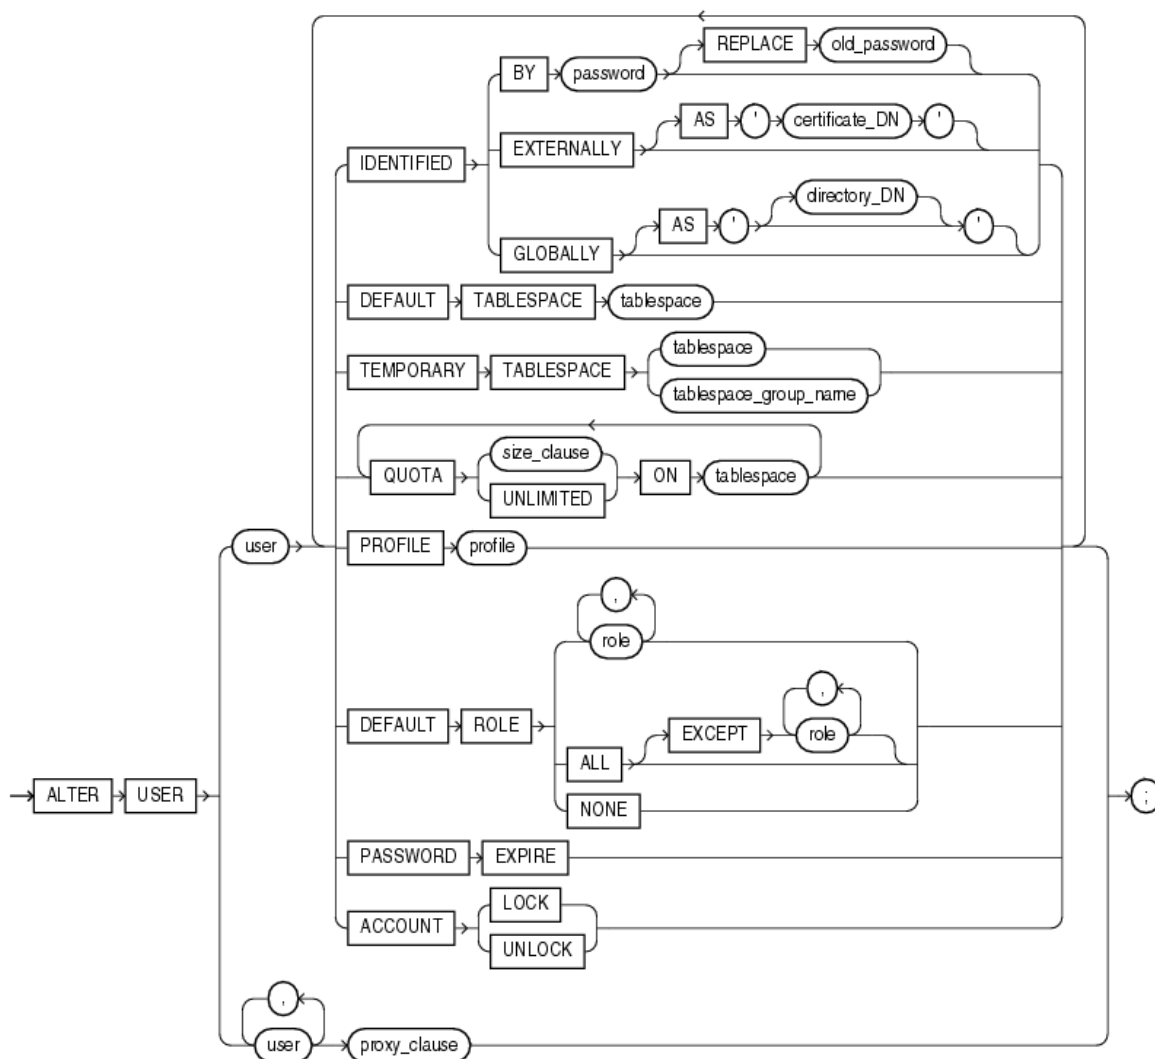 REPLACE old_password
BY password
AS ' certificate_DN '
EXTERNALLY
IDENTIFIED
directory_DN
AS ' '
GLOBALLY
DEFAULT TABLESPACE tablespace
tablespace
TEMPORARY TABLESPACE
tablespace_group_name
size_clause
QUOTA ON tablespace
UNLIMITED
user PROFILE profile
,
role
,
DEFAULT ROLE EXCEPT role
ALL
ALTER USER ;
NONE
PASSWORD EXPIRE
LOCK
ACCOUNT
UNLOCK
,
user proxy_clause